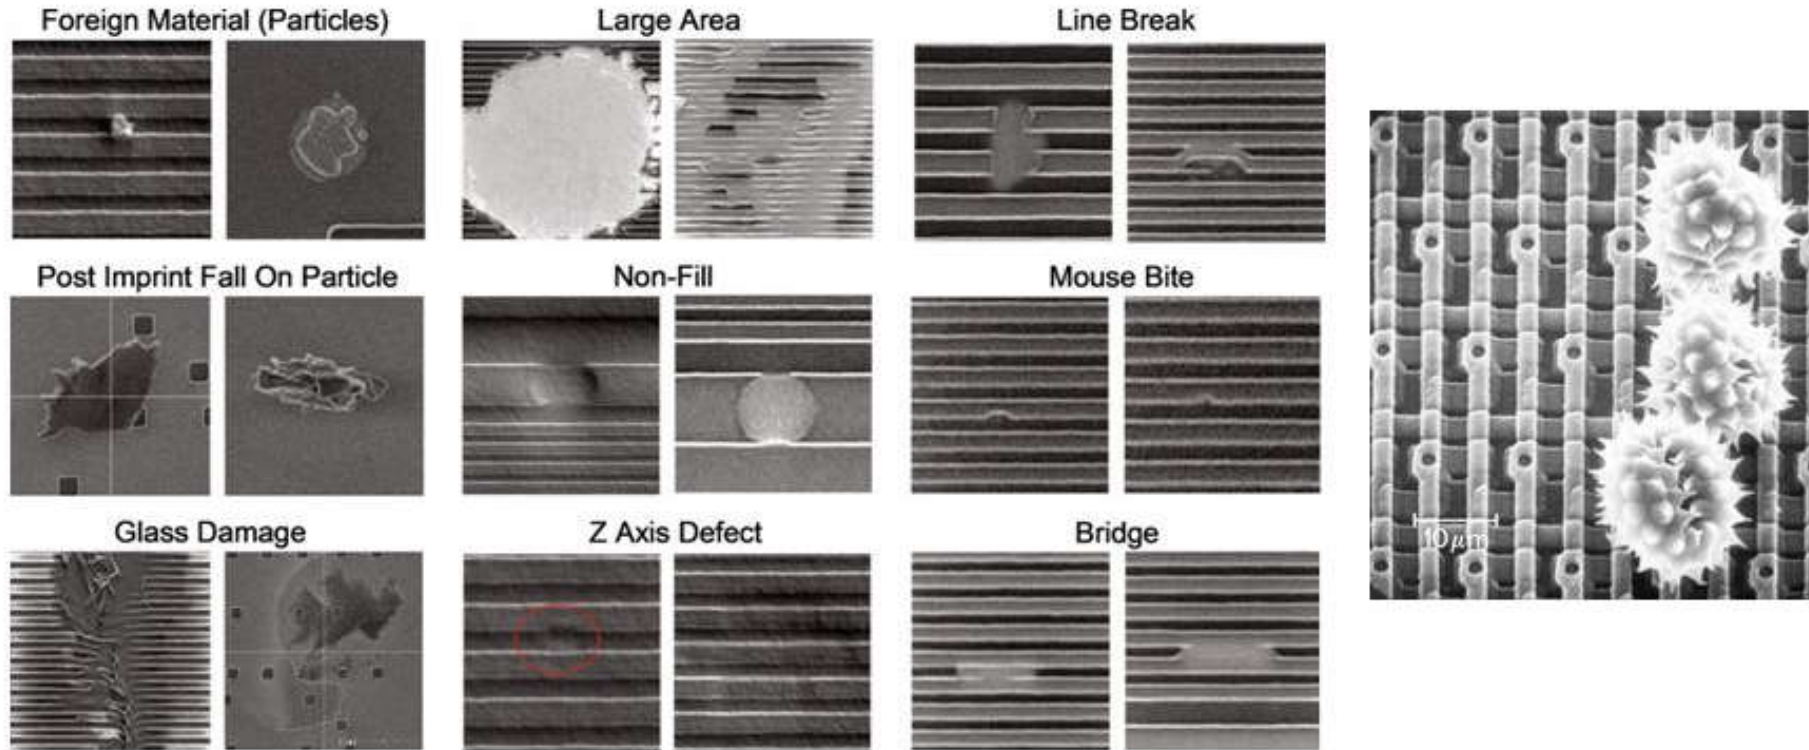 Foreign Material (Particles)
Large Area
Line Break
Post Imprint Fall On Particle
Non-Fill
Mouse Bite
Glass Damage
Z Axis Defect
Bridge
10 μm